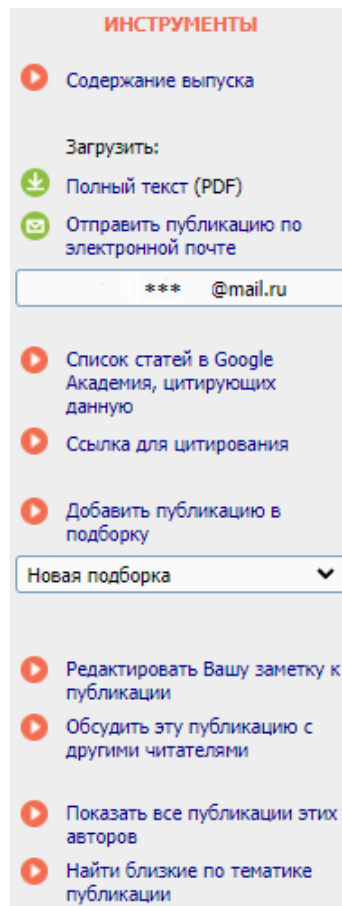 ИНСТРУМЕНТЫ
Содержание выпуска
Загрузить:
Полный текст (PDF)
Отправить публикацию по
электронной почте
*** @mail.ru
Список статей в Google
Академия, цитирующих
данную
Ссылка для цитирования
Добавить публикацию в
подборку
Новая подборка
Редактировать Вашу заметку к
публикации
Обсудить эту публикацию с
другими читателями
Показать все публикации этих
авторов
Найти близкие по тематике
публикации